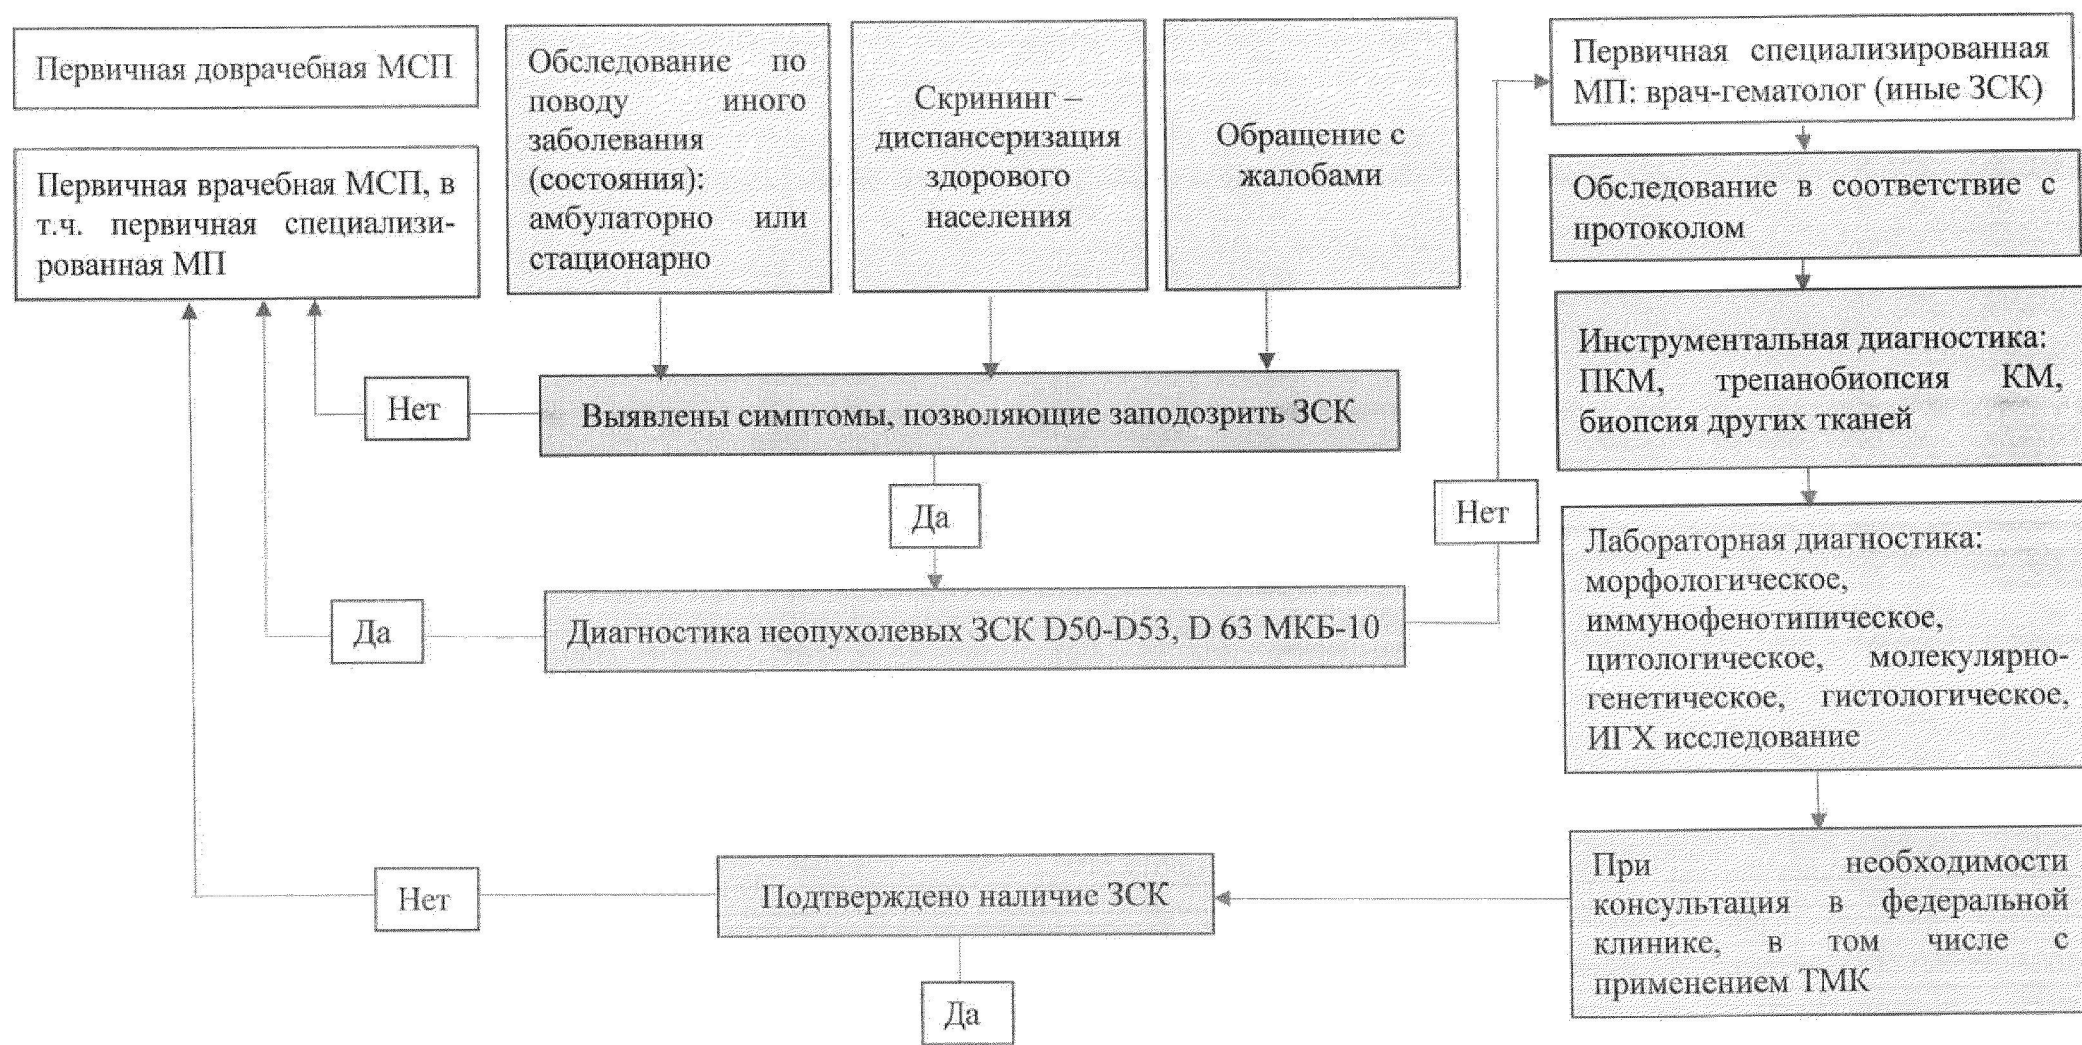 Первичная доврачебная МСП
Первичная врачебная МСП, в
т.ч. первичная специализи-
рованная МП
Обследование по
поводу иного
заболевания
(состояния):
амбулаторно или
стационарно
Скрининг –
диспансеризация
здорового
населения
Обращение с
жалобами
Первичная специализированная
МП: врач-гематолог (иные ЗСК)
Обследование в соответствие с
протоколом
Инструментальная диагностика:
ПКМ, трепанобиопсия КМ,
биопсия других тканей
Нет
Выявлены симптомы, позволяющие заподозрить ЗСК
Да
Нет
Лабораторная диагностика:
морфологическое,
иммунофенотипическое,
цитологическое, молекулярно-
генетическое, гистологическое,
ИГХ исследование
Да
Диагностика неопухолевых ЗСК D50-D53, D 63 МКБ-10
Нет
Подтверждено наличие ЗСК
При необходимости
консультация в федеральной
клинике, в том числе с
применением ТМК
Да